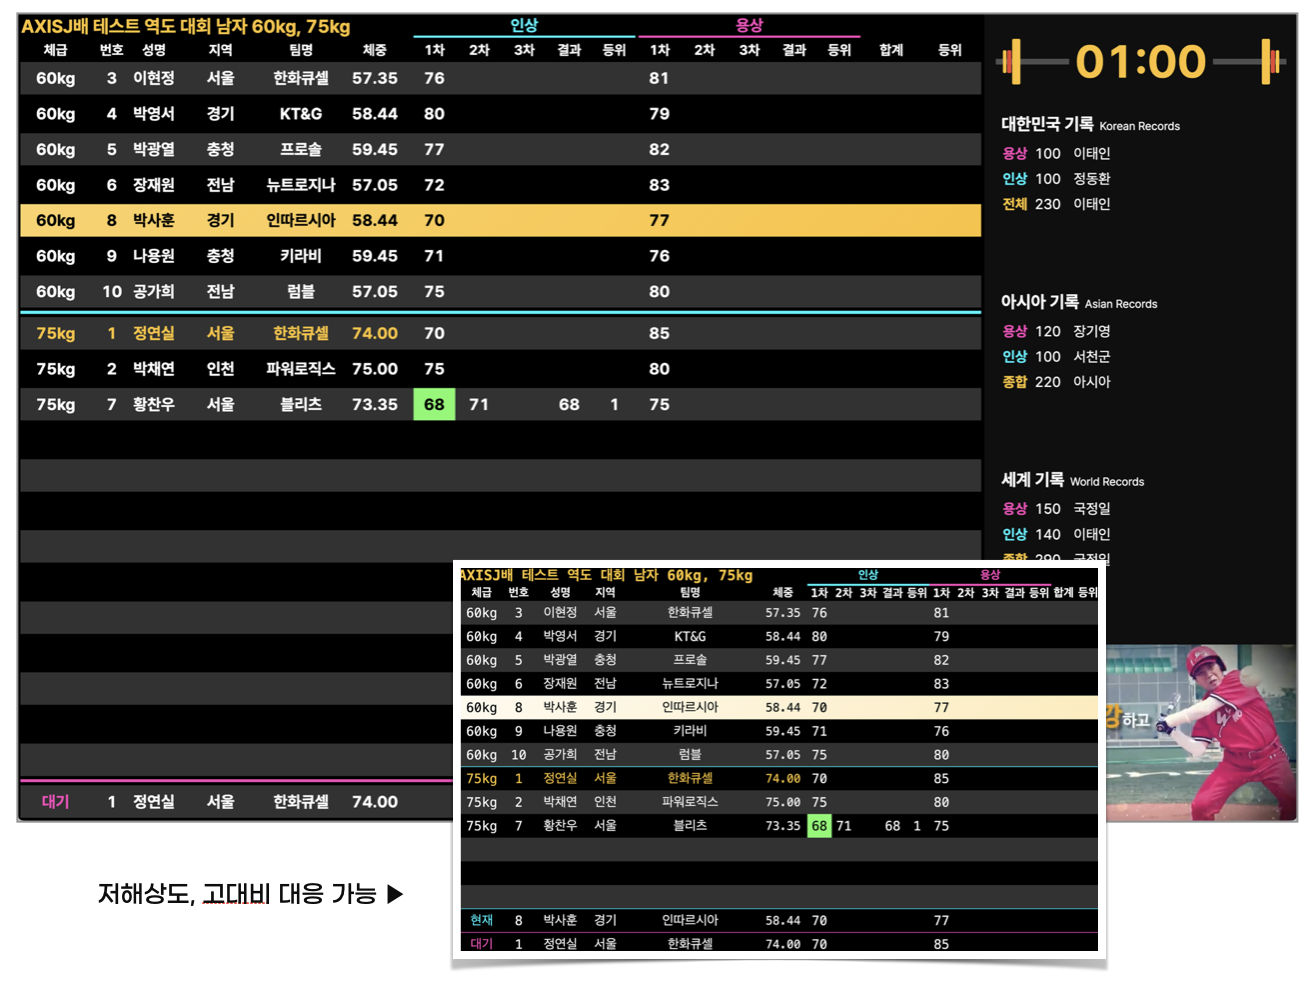 AXISJ배 테스트 역도 대회 남자 60kg, 75kg 인상 용상
체급 번호 성명 지역 팀명 체중 1차 2차 3차 결과 등위 1차 2차 3차 결과 등위 합계 등위
60kg 3 이현정 서울 한화큐셀 57.35 76 81
60kg 4 박영서 경기 KT&G 58.44 80 79
60kg 5 박광열 충청 프로솔 59.45 77 82
60kg 6 장재원 전남 뉴트로지나 57.05 72 83
60kg 8 박사훈 경기 인따르시아 58.44 70 77
60kg 9 나용원 충청 키라비 59.45 71 76
60kg 10 공가희 전남 럼블 57.05 75 80
75kg 1 정연실 서울 한화큐셀 74.00 70 85
75kg 2 박채연 인천 파워로직스 75.00 75 80
75kg 7 황찬우 서울 블리츠 73.35 68 71 68 1 75
대기 1 정연실 서울 한화큐셀 74.00
01:00
대한민국 기록 Korean Records
용상 100 이태인
인상 100 정동환
전체 230 이태인
아시아 기록 Asian Records
용상 120 장기영
인상 100 서천군
종합 220 아시아
세계 기록 World Records
용상 150 국정일
인상 140 이태인
종합 290 국정일
깡하고
AXISJ배 테스트 역도 대회 남자 60kg, 75kg 인상 용상
체급 번호 성명 지역 팀명 체중 1차 2차 3차 결과 등위 1차 2차 3차 결과 등위 합계 등위
60kg 3 이현정 서울 한화큐셀 57.35 76 81
60kg 4 박영서 경기 KT&G 58.44 80 79
60kg 5 박광열 충청 프로솔 59.45 77 82
60kg 6 장재원 전남 뉴트로지나 57.05 72 83
60kg 8 박사훈 경기 인따르시아 58.44 70 77
60kg 9 나용원 충청 키라비 59.45 71 76
60kg 10 공가희 전남 럼블 57.05 75 80
75kg 1 정연실 서울 한화큐셀 74.00 70 85
75kg 2 박채연 인천 파워로직스 75.00 75 80
75kg 7 황찬우 서울 블리츠 73.35 68 71 68 1 75
현재 8 박사훈 경기 인따르시아 58.44 70 77
대기 1 정연실 서울 한화큐셀 74.00 70 85
저해상도, 고대비 대응 가능 ▶